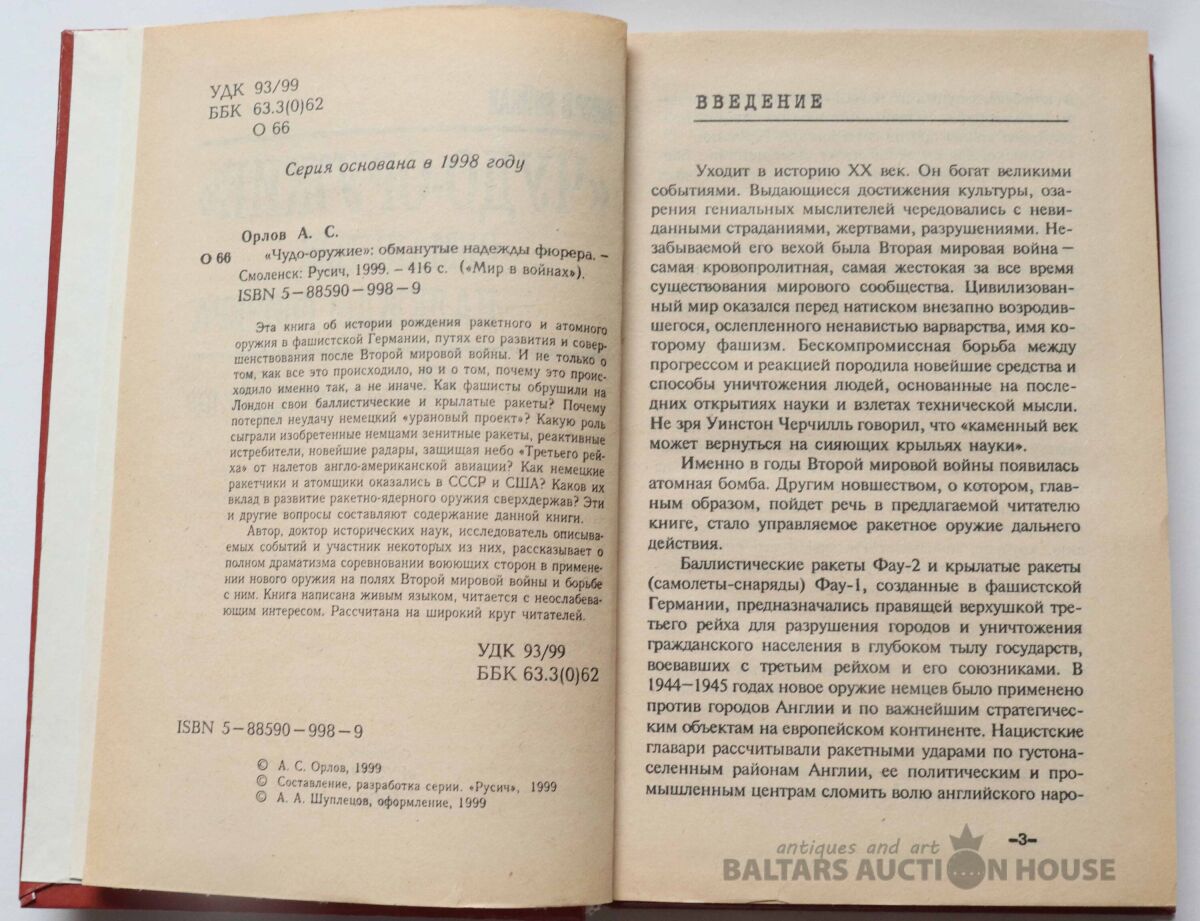 УДК 93/99
ББК 63.3(0)62
О 66
Серия основана в 1998 году
Орлов А. С.
О 66 «Чудо-оружие»: обманутые надежды фюрера. –
Смоленск: Русич, 1999. – 416 с. («Мир в войнах»).
ISBN 5–88590–998–9
Эта книга об истории рождения ракетного и атомного
оружия в фашистской Германии, путях его развития и совер-
шенствования после Второй мировой войны. И не только о
том, как все это происходило, но и о том, почему это проис-
ходило именно так, а не иначе. Как фашисты обрушили на
Лондон свои баллистические и крылатые ракеты? Почему
потерпел неудачу немецкий «урановый проект»? Какую роль
сыграли изобретенные немцами зенитные ракеты, реактивные
истребители, новейшие радары, защищая небо «Третьего рей-
ха» от налетов англо-американской авиации? Как немецкие
ракетчики и атомщики оказались в СССР и США? Каков их
вклад в развитие ракетно-ядерного оружия сверхдержав? Эти
и другие вопросы составляют содержание данной книги.
Автор, доктор исторических наук, исследователь описыва-
емых событий и участник некоторых из них, рассказывает о
полном драматизма соревновании воюющих сторон в примене-
нии нового оружия на полях Второй мировой войны и борьбе
с ним. Книга написана живым языком, читается с неослабева-
ющим интересом. Рассчитана на широкий круг читателей.
УДК 93/99
ББК 63.3(0)62
ISBN 5–88590–998–9
© А. С. Орлов, 1999
© Составление, разработка серии. «Русич», 1999
© А. А. Шуплецов, оформление, 1999
ВВЕДЕНИЕ
Уходит в историю XX век. Он богат великими
событиями. Выдающиеся достижения культуры, оза-
рения гениальных мыслителей чередовались с неви-
данными страданиями, жертвами, разрушениями. Не-
забываемой его вехой была Вторая мировая война —
самая кровопролитная, самая жестокая за все время
существования мирового сообщества. Цивилизован-
ный мир оказался перед натиском внезапно возродив-
шегося, ослепленного ненавистью варварства, имя ко-
торому фашизм. Бескомпромиссная борьба между
прогрессом и реакцией породила новейшие средства и
способы уничтожения людей, основанные на после-
дних открытиях науки и взлетах технической мысли.
Не зря Уинстон Черчилль говорил, что «каменный век
может вернуться на сияющих крыльях науки».
Именно в годы Второй мировой войны появилась
атомная бомба. Другим новшеством, о котором, глав-
ным образом, пойдет речь в предлагаемой читателю
книге, стало управляемое ракетное оружие дальнего
действия.
Баллистические ракеты Фау-2 и крылатые ракеты
(самолеты-снаряды) Фау-1, созданные в фашистской
Германии, предназначались правящей верхушкой тре-
тьего рейха для разрушения городов и уничтожения
гражданского населения в глубоком тылу государств,
воевавших с третьим рейхом и его союзниками. В
1944—1945 годах новое оружие немцев было применено
против городов Англии и по важнейшим стратегичес-
ким объектам на европейском континенте. Нацистские
главари рассчитывали ракетными ударами по густона-
селенным районам Англии, ее политическим и про-
мышленным центрам сломить волю английского наро-
–3–
antiques and art
BALTARS AUCTION HOUSE